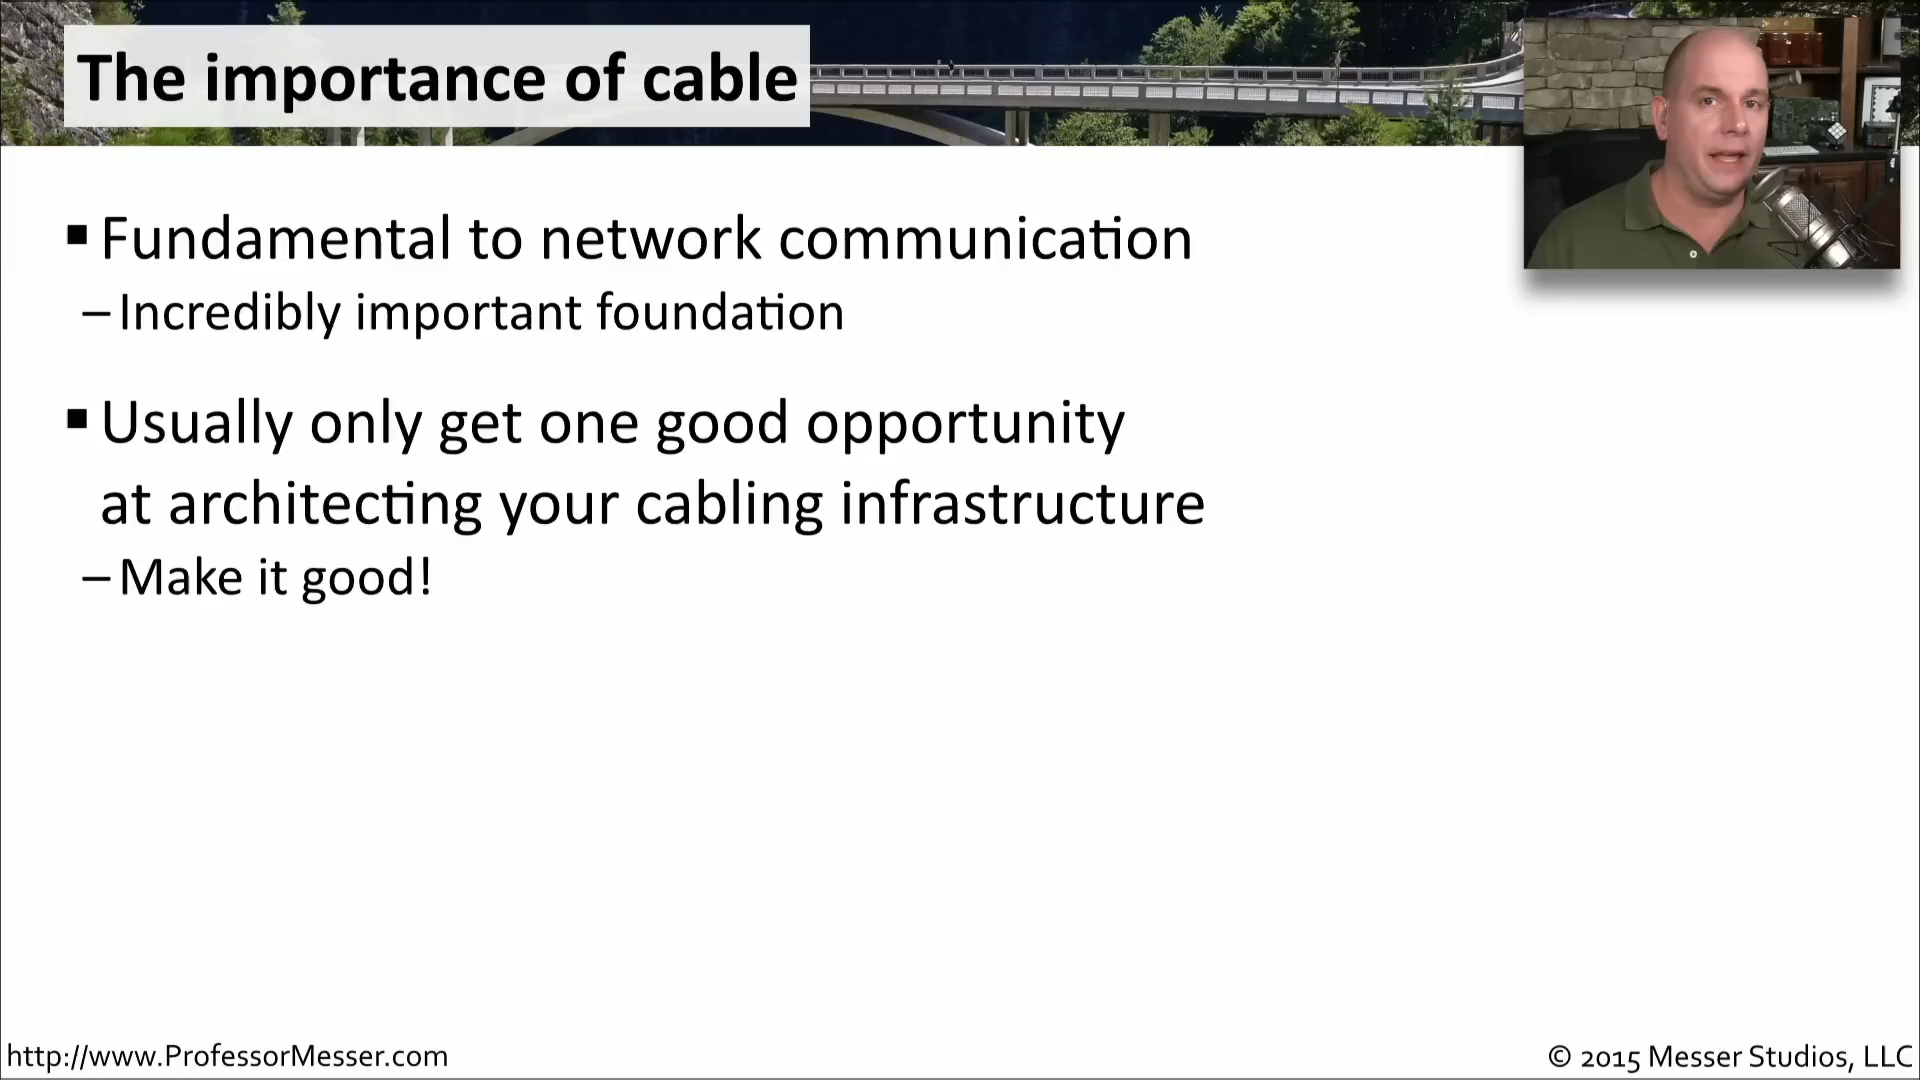 The importance of cable
▪ Fundamental to network communication
– Incredibly important foundation
▪ Usually only get one good opportunity
at architecting your cabling infrastructure
– Make it good!
http://www.ProfessorMesser.com
© 2015 Messer Studios, LLC